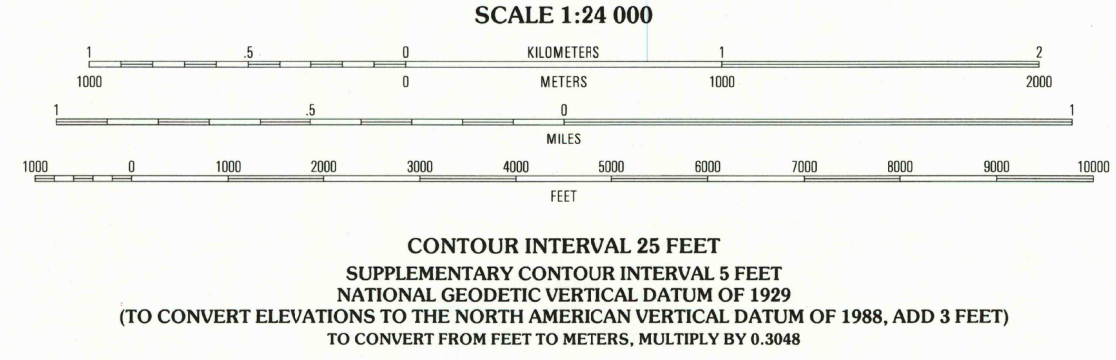 SCALE 1:24 000
1 .5 0 KILOMETERS 1 2
1000 0 METERS 1000 2000
1 .5 0 1
MILES
1000 0 1000 2000 3000 4000 5000 6000 7000 8000 9000 10000
FEET
CONTOUR INTERVAL 25 FEET
SUPPLEMENTARY CONTOUR INTERVAL 5 FEET
NATIONAL GEODETIC VERTICAL DATUM OF 1929
(TO CONVERT ELEVATIONS TO THE NORTH AMERICAN VERTICAL DATUM OF 1988, ADD 3 FEET)
TO CONVERT FROM FEET TO METERS, MULTIPLY BY 0.3048